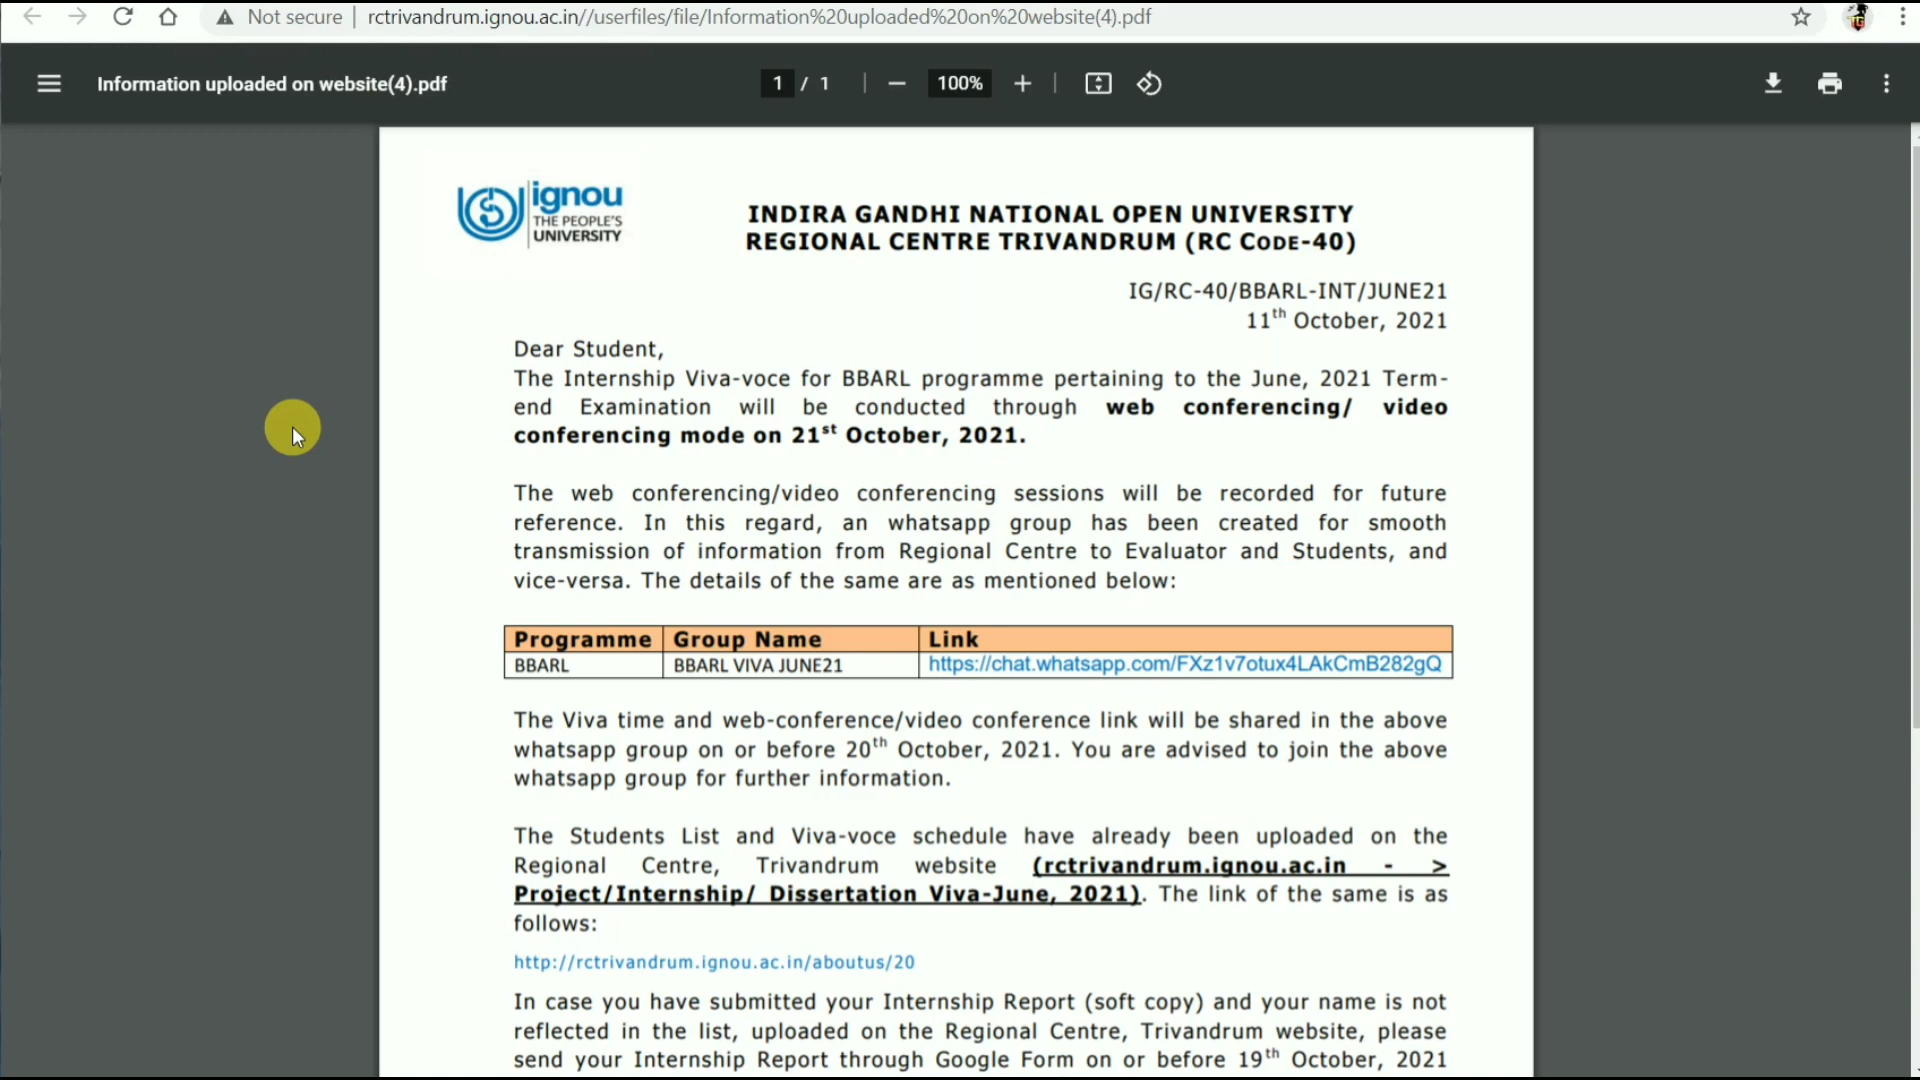 Not secure | rctrivandrum.ignou.ac.in//userfiles/file/Information%20uploaded%20on%20website(4).pdf
Information uploaded on website(4).pdf
1 / 1
100%
ignou
THE PEOPLE'S
UNIVERSITY
INDIRA GANDHI NATIONAL OPEN UNIVERSITY
REGIONAL CENTRE TRIVANDRUM (RC CODE-40)
IG/RC-40/BBARL-INT/JUNE21
11th October, 2021
Dear Student,
The Internship Viva-voce for BBARL programme pertaining to the June, 2021 Term-
end Examination will be conducted through web conferencing/ video
conferencing mode on 21st October, 2021.
The web conferencing/video conferencing sessions will be recorded for future
reference. In this regard, an whatsapp group has been created for smooth
transmission of information from Regional Centre to Evaluator and Students, and
vice-versa. The details of the same are as mentioned below:
Programme Group Name Link
BBARL BBARL VIVA JUNE21 https://chat.whatsapp.com/FXz1v7otux4LAkCmB282gQ
The Viva time and web-conference/video conference link will be shared in the above
whatsapp group on or before 20th October, 2021. You are advised to join the above
whatsapp group for further information.
The Students List and Viva-voce schedule have already been uploaded on the
Regional Centre, Trivandrum website (rctrivandrum.ignou.ac.in - >
Project/Internship/ Dissertation Viva-June, 2021). The link of the same is as
follows:
http://rctrivandrum.ignou.ac.in/aboutus/20
In case you have submitted your Internship Report (soft copy) and your name is not
reflected in the list, uploaded on the Regional Centre, Trivandrum website, please
send your Internship Report through Google Form on or before 19th October, 2021